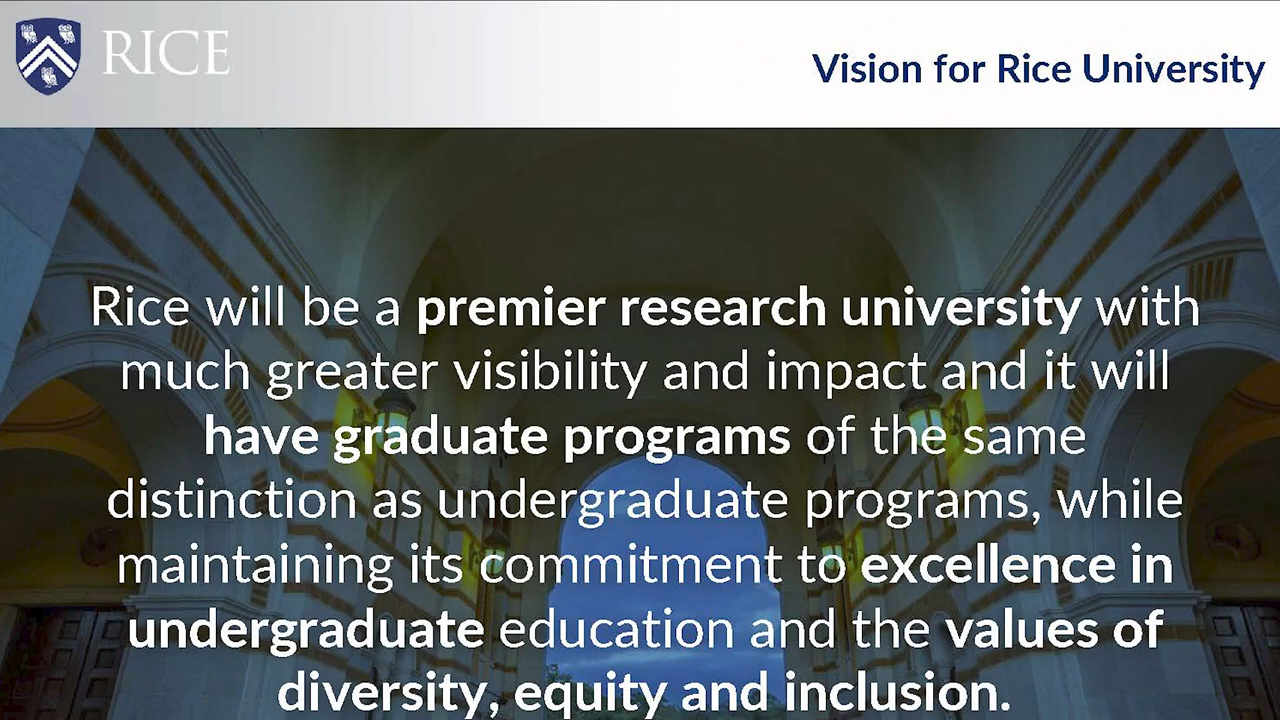 RICE
Vision for Rice University
Rice will be a premier research university with
much greater visibility and impact and it will
have graduate programs of the same
distinction as undergraduate programs, while
maintaining its commitment to excellence in
undergraduate education and the values of
diversity, equity and inclusion.